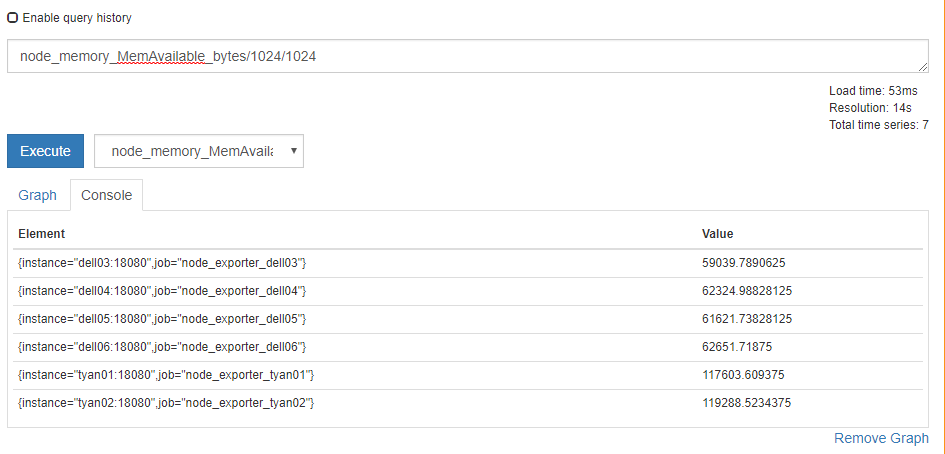 Enable query history
node_memory_MemAvailable_bytes/1024/1024
Load time: 53ms
Resolution: 14s
Total time series: 7
Execute
node_memory_MemAvaila
Graph
Console
Element Value
{instance="dell03:18080",job="node_exporter_dell03"} 59039.7890625
{instance="dell04:18080",job="node_exporter_dell04"} 62324.98828125
{instance="dell05:18080",job="node_exporter_dell05"} 61621.73828125
{instance="dell06:18080",job="node_exporter_dell06"} 62651.71875
{instance="tyan01:18080",job="node_exporter_tyan01"} 117603.609375
{instance="tyan02:18080",job="node_exporter_tyan02"} 119288.5234375
Remove Graph